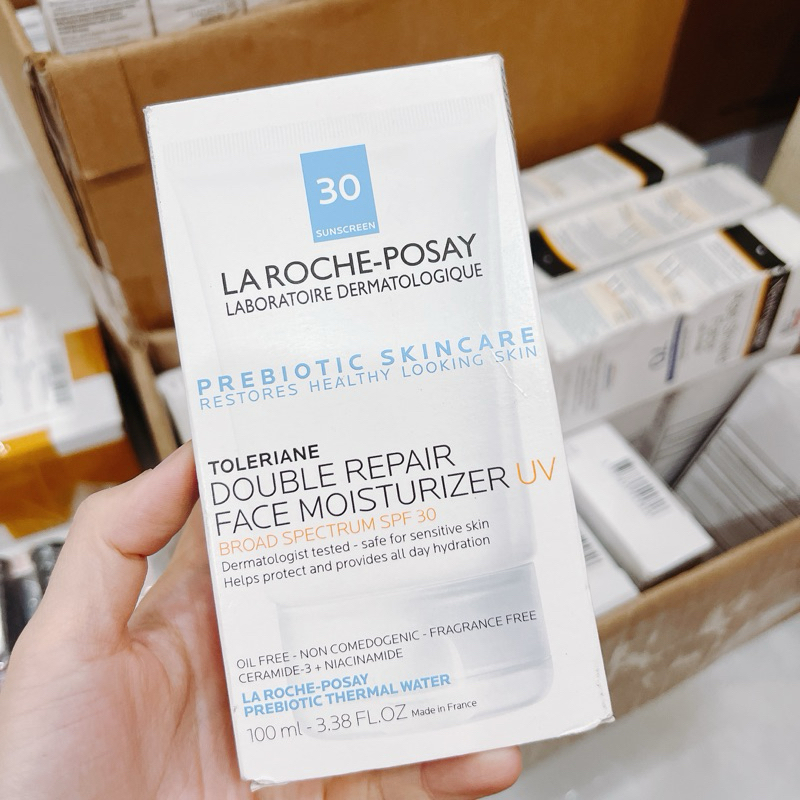 30
SUNSCREEN
LA ROCHE-POSAY
LABORATOIRE DERMATOLOGIQUE
PREBIOTIC SKINCARE
RESTORES HEALTHY LOOKING SKIN
TOLERIANE
DOUBLE REPAIR
FACE MOISTURIZER UV
BROAD SPECTRUM SPF 30
Dermatologist tested - safe for sensitive skin
Helps protect and provides all day hydration
OIL FREE - NON COMEDOGENIC - FRAGRANCE FREE
CERAMIDE-3 + NIACINAMIDE
LA ROCHE-POSAY
PREBIOTIC THERMAL WATER
100 ml - 3.38 FL.OZ Made in France